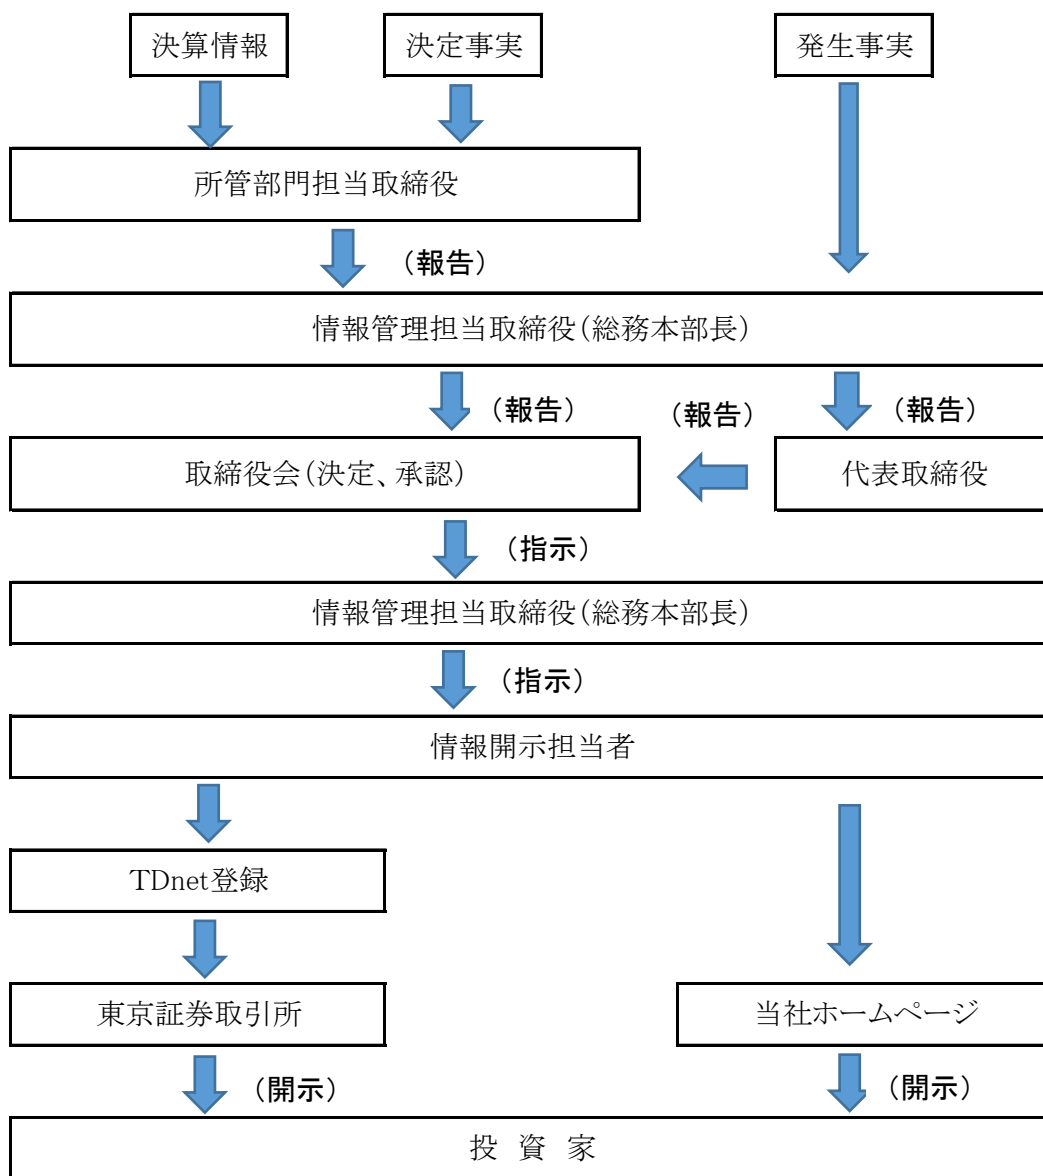 決算情報
決定事実
発生事実
所管部門担当取締役
（報告）
情報管理担当取締役（総務本部長）
（報告）
（報告）
（報告）
取締役会（決定、承認）
代表取締役
（指示）
情報管理担当取締役（総務本部長）
（指示）
情報開示担当者
TDnet登録
東京証券取引所
当社ホームページ
（開示）
（開示）
投 資 家